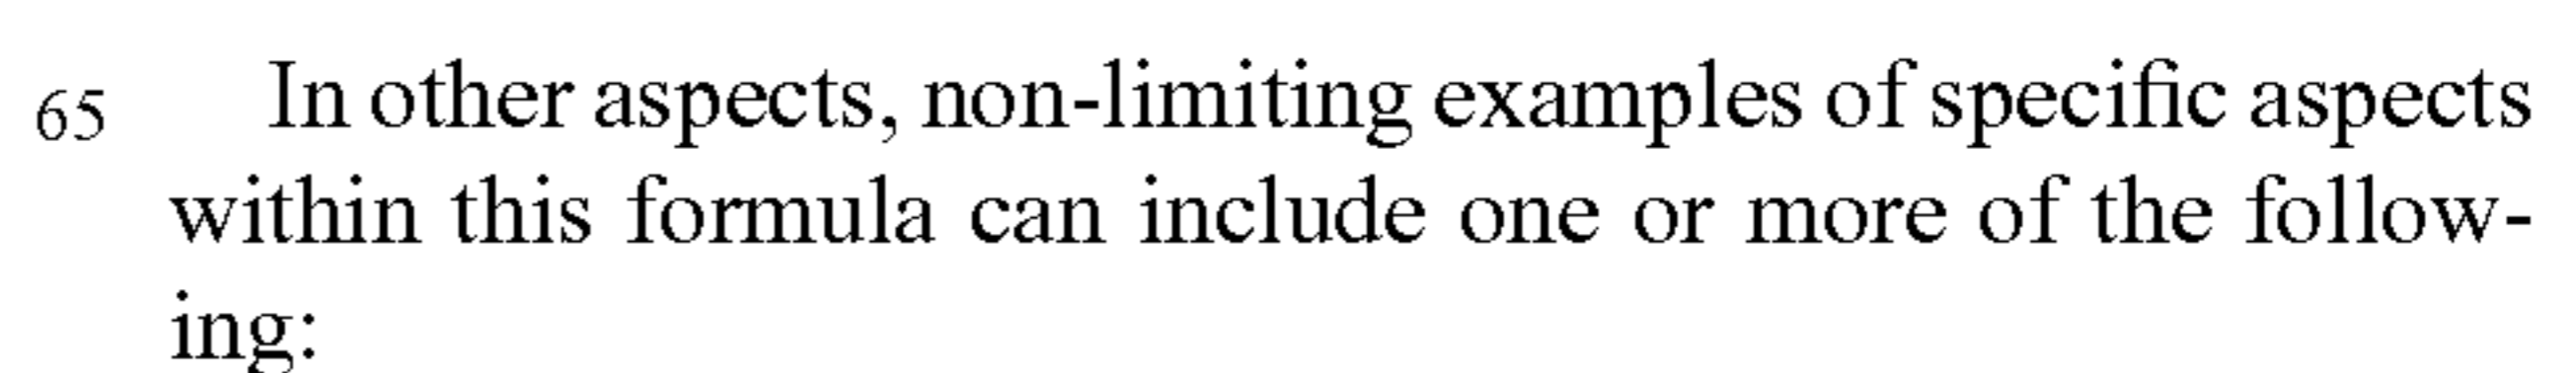 65 In other aspects, non-limiting examples of specific aspects
within this formula can include one or more of the follow-
ing: